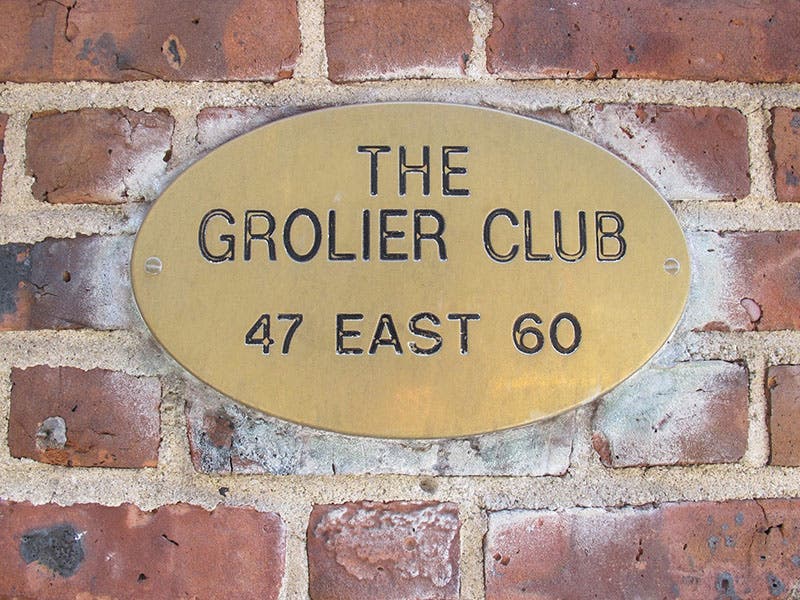 THE
GROLIER CLUB
47 EAST 60